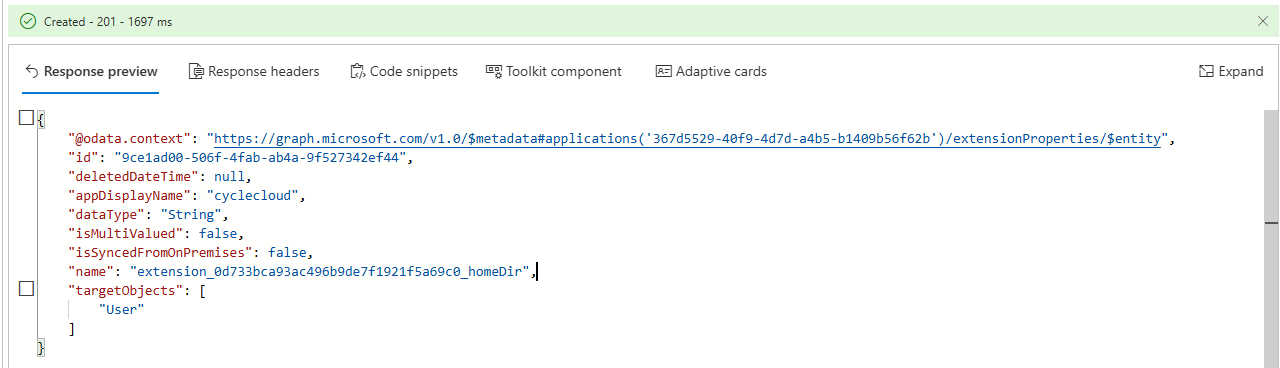 Created - 201 - 1697 ms
Response preview Response headers Code snippets Toolkit component Adaptive cards Expand
{
"@odata.context": "https://graph.microsoft.com/v1.0/$metadata#applications('367d5529-40f9-4d7d-a4b5-b1409b56f62b')/extensionProperties/$entity",
"id": "9ce1ad00-506f-4fab-ab4a-9f527342ef44",
"deletedDateTime": null,
"appDisplayName": "cyclecloud",
"dataType": "String",
"isMultiValued": false,
"isSyncedFromOnPremises": false,
"name": "extension_0d733bca93ac496b9de7f1921f5a69c0_homeDir",
"targetObjects": [
"User"
]
}